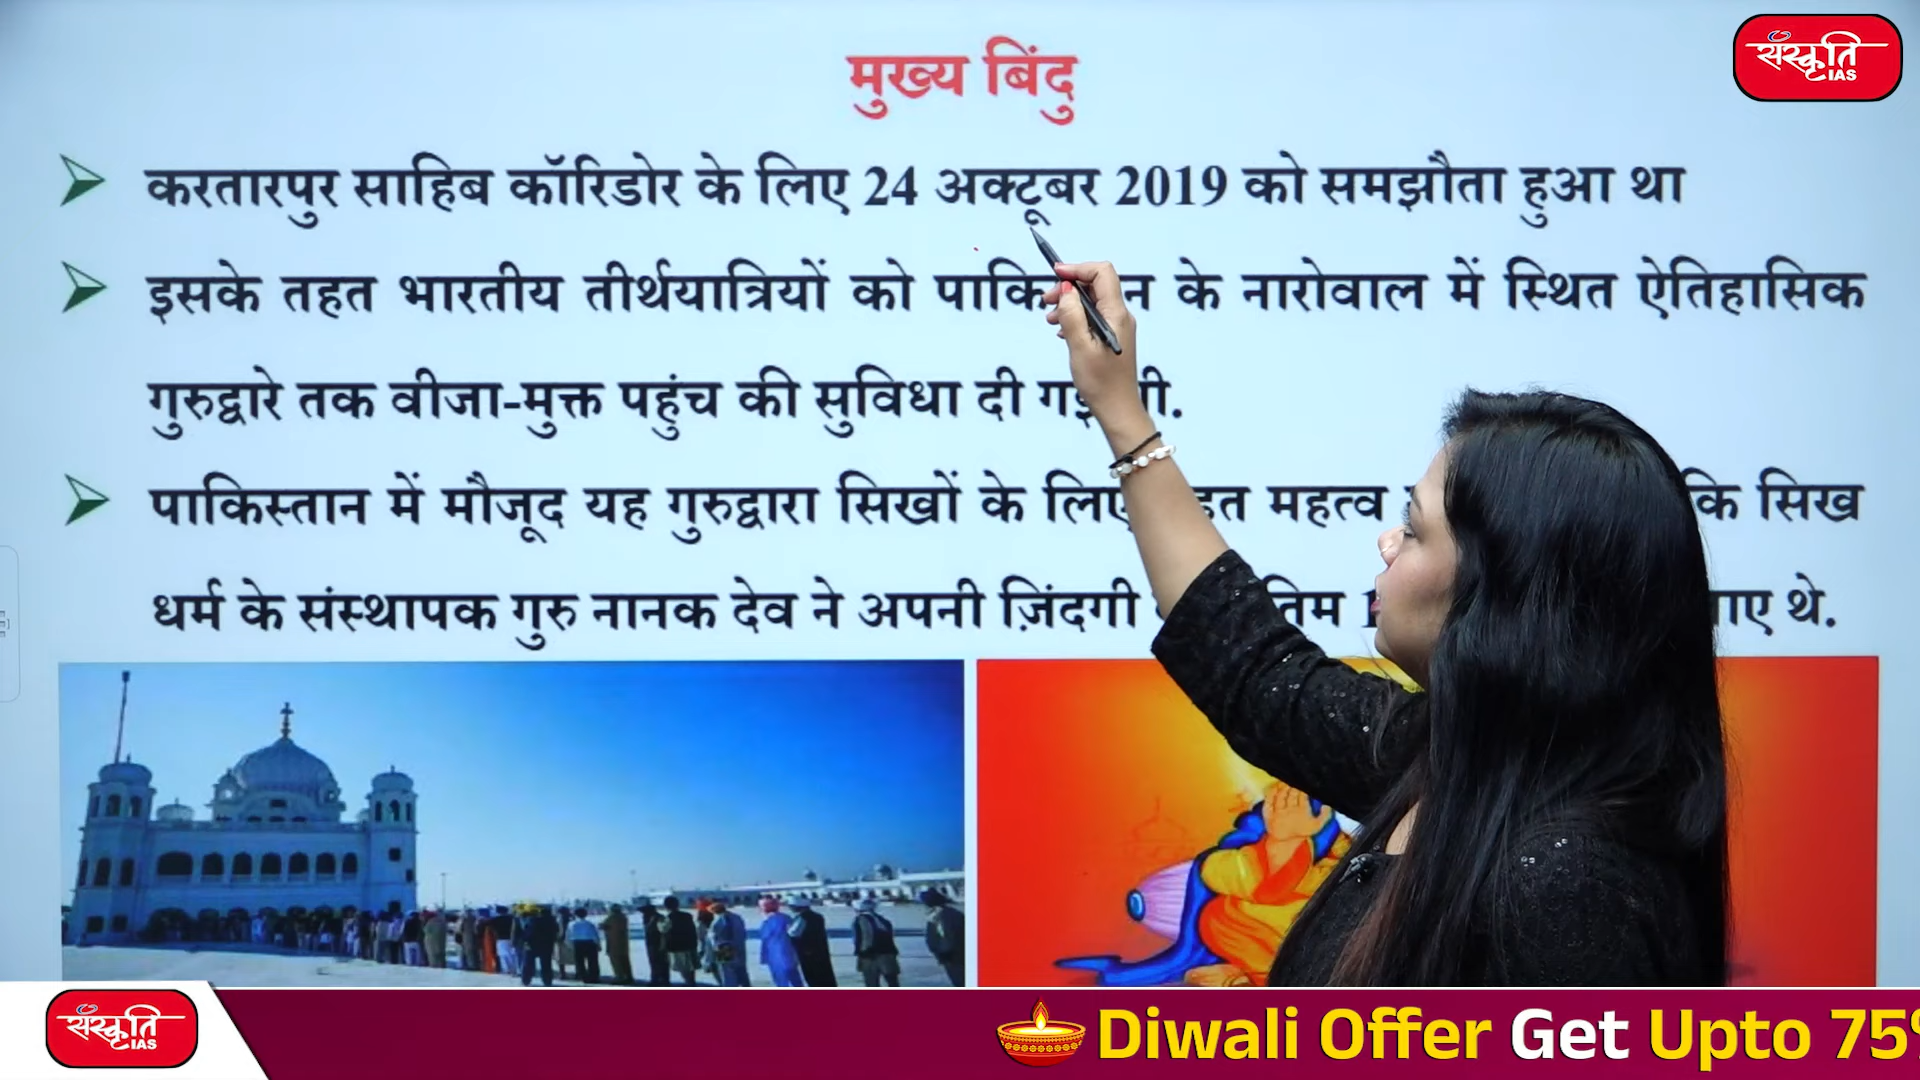 मुख्य बिंदु
संस्कृति
IAS
करतारपुर साहिब कॉरिडोर के लिए 24 अक्टूबर 2019 को समझौता हुआ था
इसके तहत भारतीय तीर्थयात्रियों को के नारोवाल में स्थित ऐतिहासिक
गुरुद्वारे तक वीजा-मुक्त पहुंच की सुविधा दी
पाकिस्तान में मौजूद यह गुरुद्वारा सिखों के महत्व सिख
धर्म के संस्थापक गुरु नानक देव ने अपनी ज़िंदगी थे.
संस्कृति
IAS
Diwali Offer Get Upto 75%